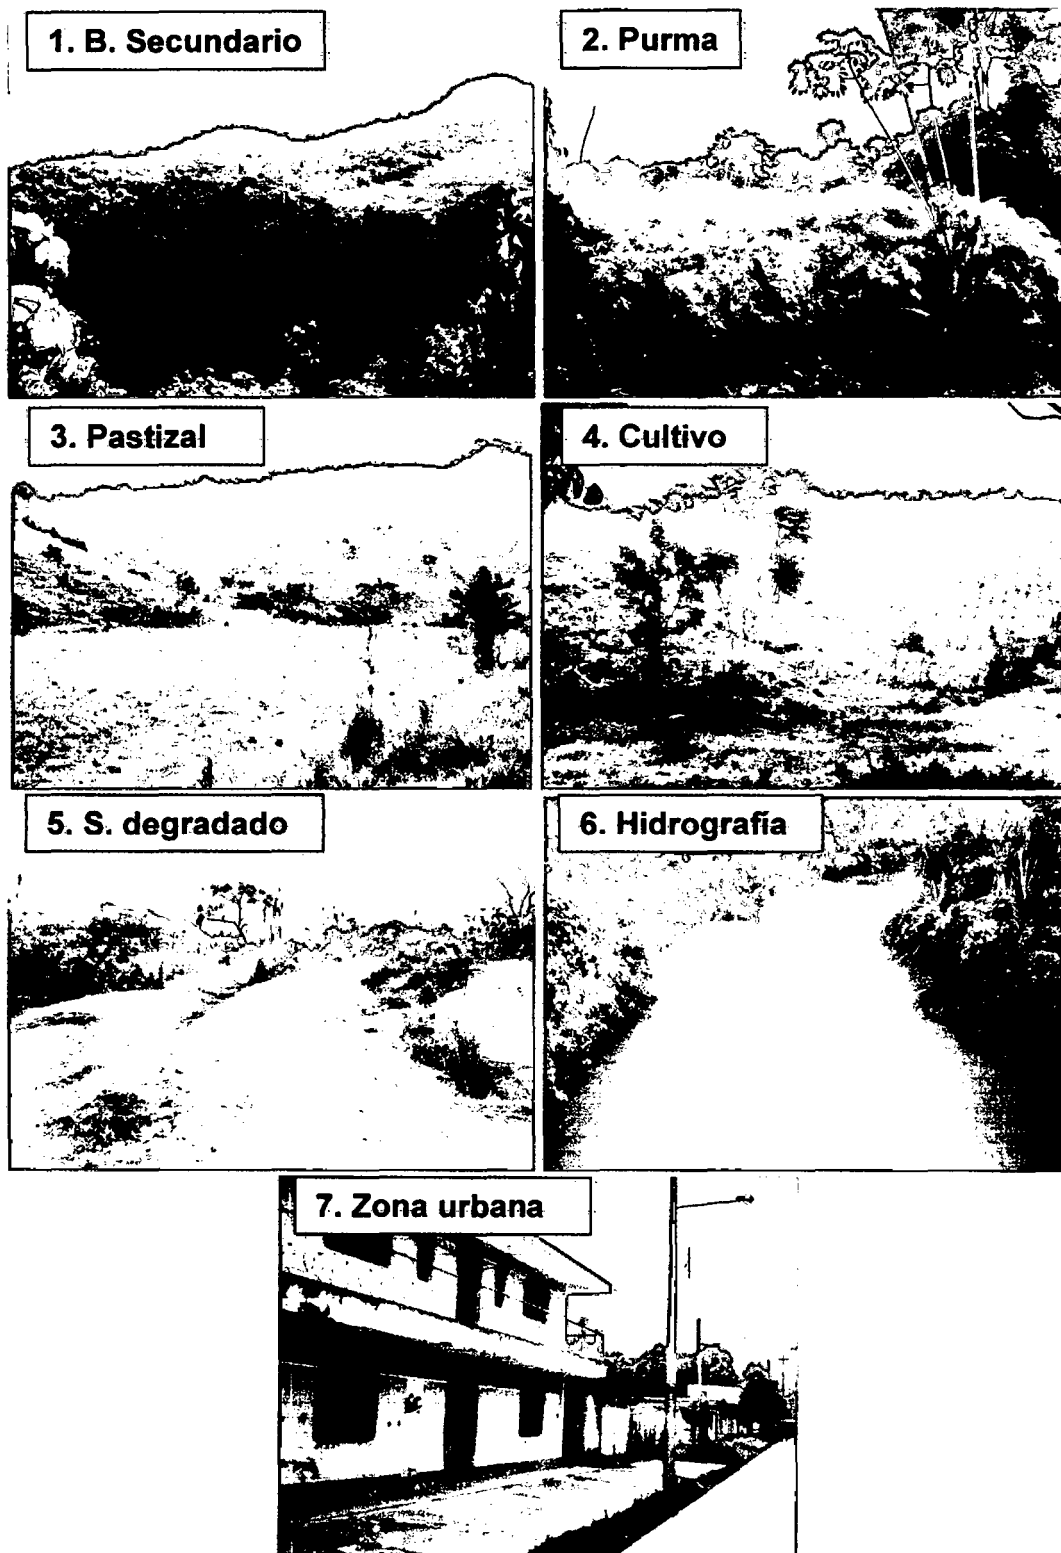 1. B. Secundario
2. Purma
3. Pastizal
4. Cultivo
5. S. degradado
6. Hidrografía
7. Zona urbana